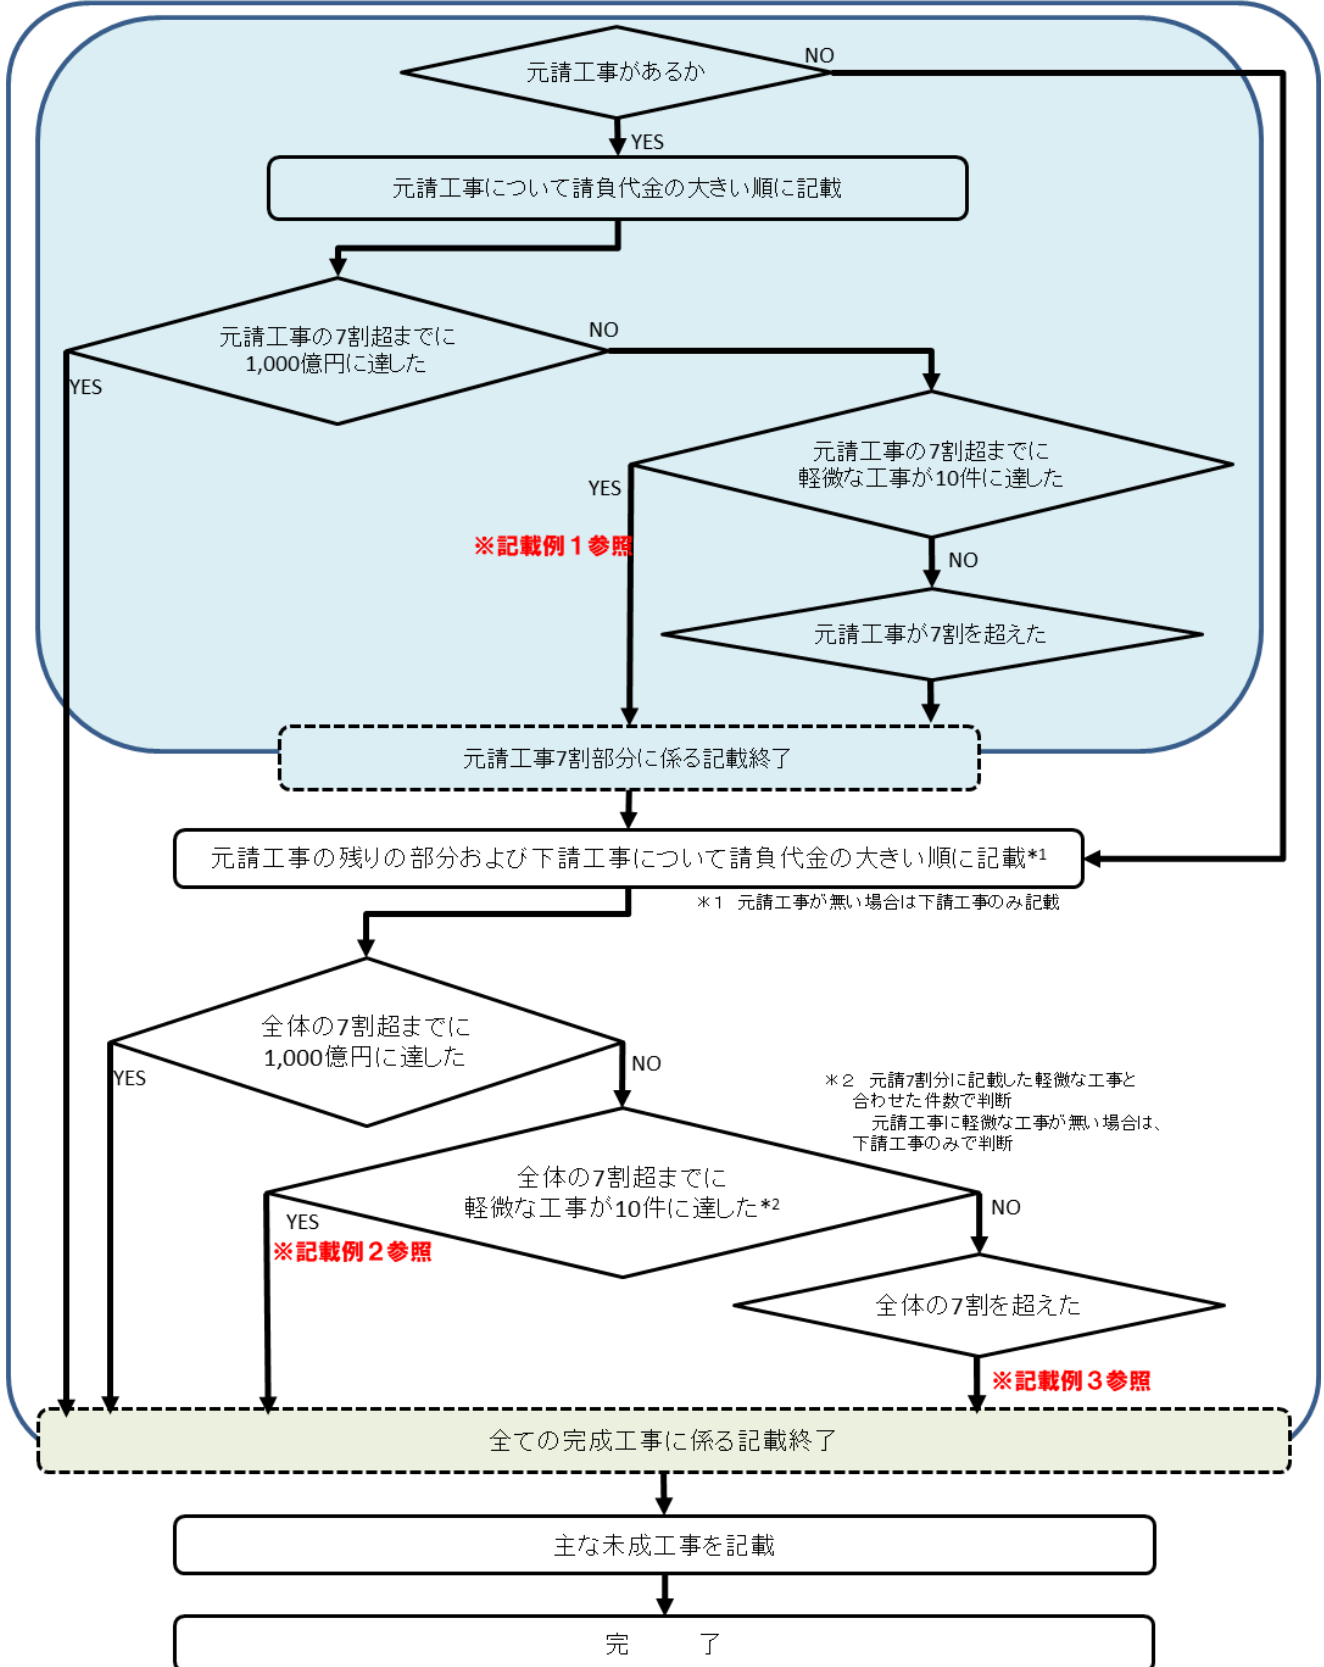 元請工事があるか
NO
YES
元請工事について請負代金の大きい順に記載
元請工事の7割超までに
1,000億円に達した
NO
YES
元請工事の7割超までに
軽微な工事が10件に達した
YES
※記載例1参照
NO
元請工事が7割を超えた
元請工事7割部分に係る記載終了
元請工事の残りの部分および下請工事について請負代金の大きい順に記載*1
＊1 元請工事が無い場合は下請工事のみ記載
全体の7割超までに
1,000億円に達した
YES
NO
＊2 元請7割分に記載した軽微な工事と
合わせた件数で判断
元請工事に軽微な工事が無い場合は、
下請工事のみで判断
全体の7割超までに
軽微な工事が10件に達した*2
YES
※記載例2参照
NO
全体の7割を超えた
※記載例3参照
全ての完成工事に係る記載終了
主な未成工事を記載
完 了